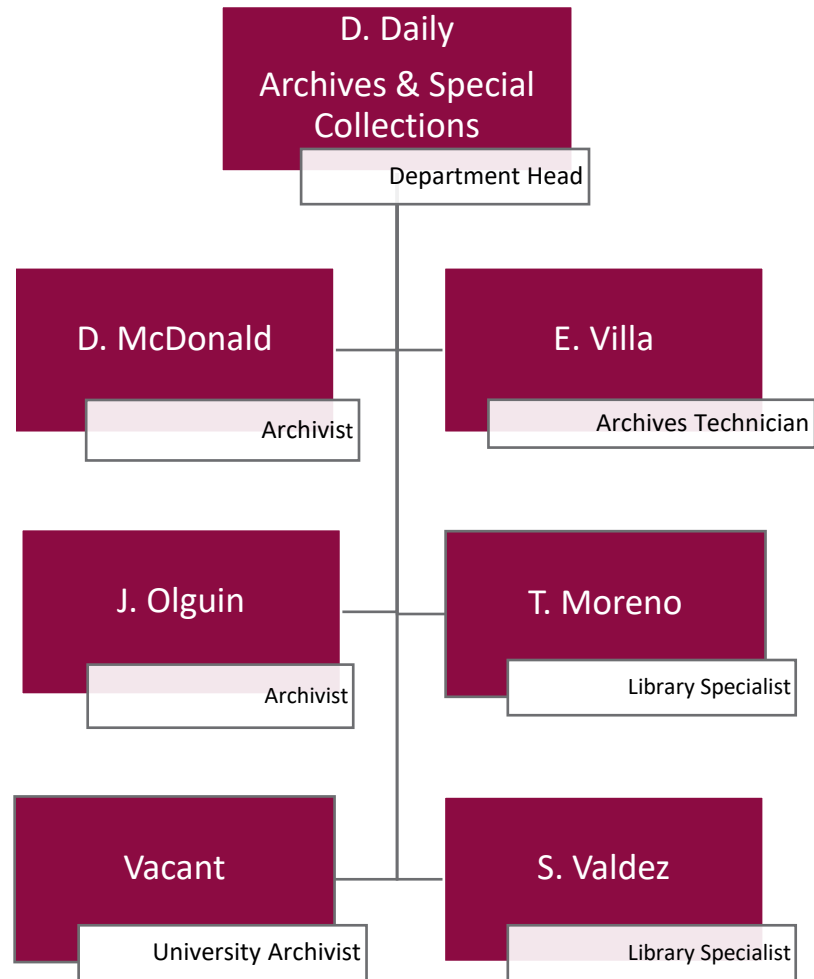 D. Daily
Archives & Special
Collections
Department Head
D. McDonald
Archivist
E. Villa
Archives Technician
J. Olguin
Archivist
T. Moreno
Library Specialist
Vacant
University Archivist
S. Valdez
Library Specialist